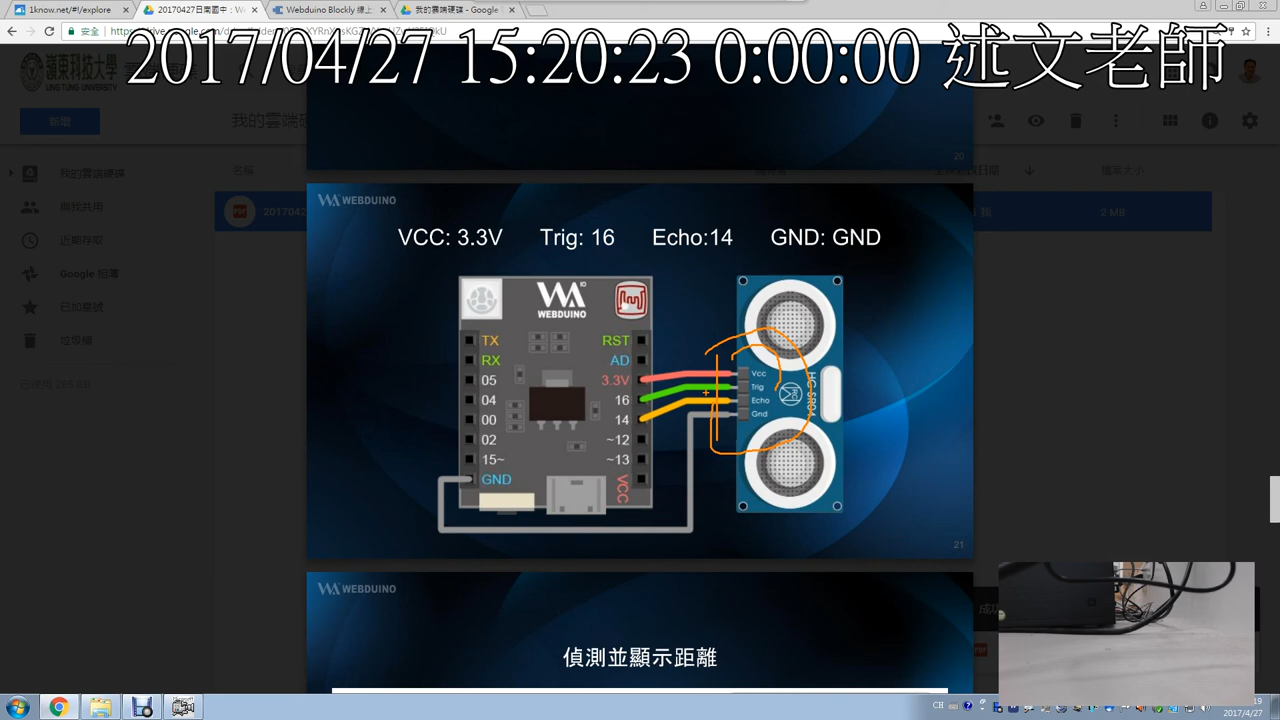 1know.net/#!/explore
20170427日南國中：W
Webduino Blockly 線上
我的雲端硬碟 - Google
安全
https
2017/04/27 15:20:23 0:00:00 述文老師
嶺東科技大學
LING TUNG UNIVERSITY
新增
我的雲端硬
名稱
檔案大小
我的雲端硬碟
與我共用
近期存取
Google 相簿
已加星號
垃圾桶
2017042
2 MB
20
WEBDUINO
VCC: 3.3V Trig: 16 Echo:14 GND: GND
WEBDUINO
TX RST
RX AD
05 3.3V
04 16
00 14
02 ~12
15~ ~13
GND VCC
Vcc
Trig
Echo
Gnd
HC-SR04
21
WEBDUINO
偵測並顯示距離
CH
2017/4/27